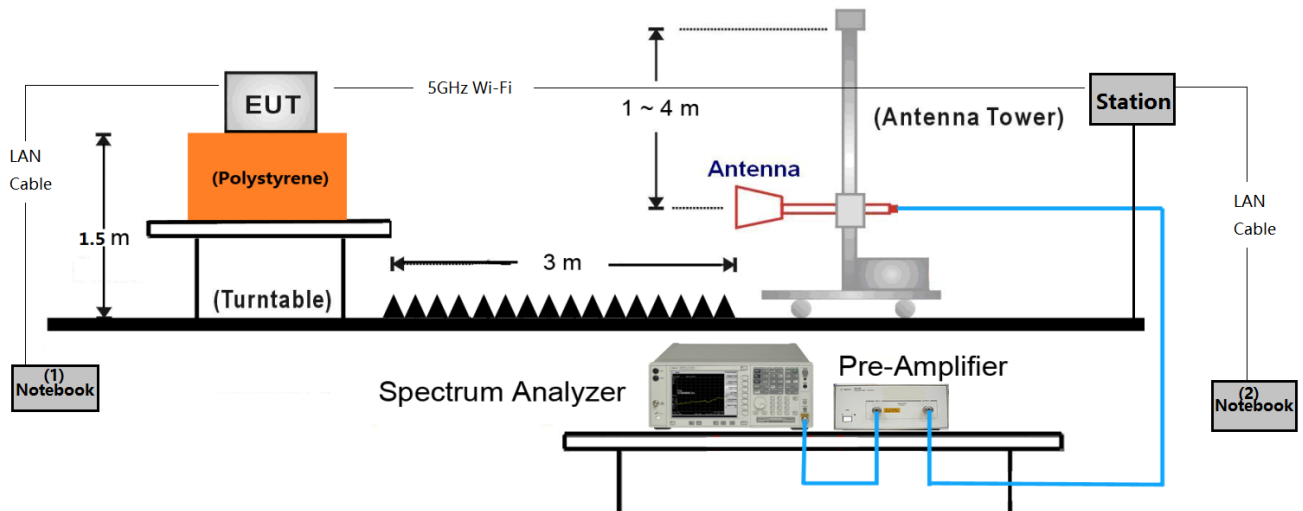 EUT
5GHz Wi-Fi
Station
1 ~ 4 m
(Antenna Tower)
LAN
Cable
(Polystyrene)
Antenna
LAN
Cable
1.5 m
3 m
(Turntable)
(1)
Notebook
Spectrum Analyzer
Pre-Amplifier
(2)
Notebook